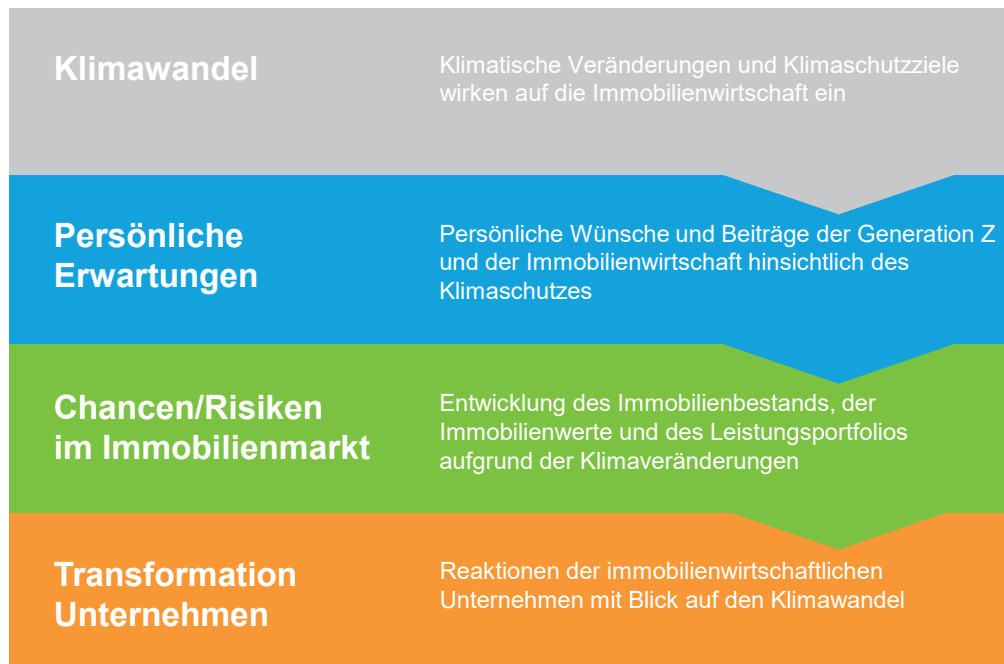 Klimawandel
Klimatische Veränderungen und Klimaschutzziele
wirken auf die Immobilienwirtschaft ein
Persönliche
Erwartungen
Persönliche Wünsche und Beiträge der Generation Z
und der Immobilienwirtschaft hinsichtlich des
Klimaschutzes
Chancen/Risiken
im Immobilienmarkt
Entwicklung des Immobilienbestands, der
Immobilienwerte und des Leistungsportfolios
aufgrund der Klimaveränderungen
Transformation
Unternehmen
Reaktionen der immobilienwirtschaftlichen
Unternehmen mit Blick auf den Klimawandel